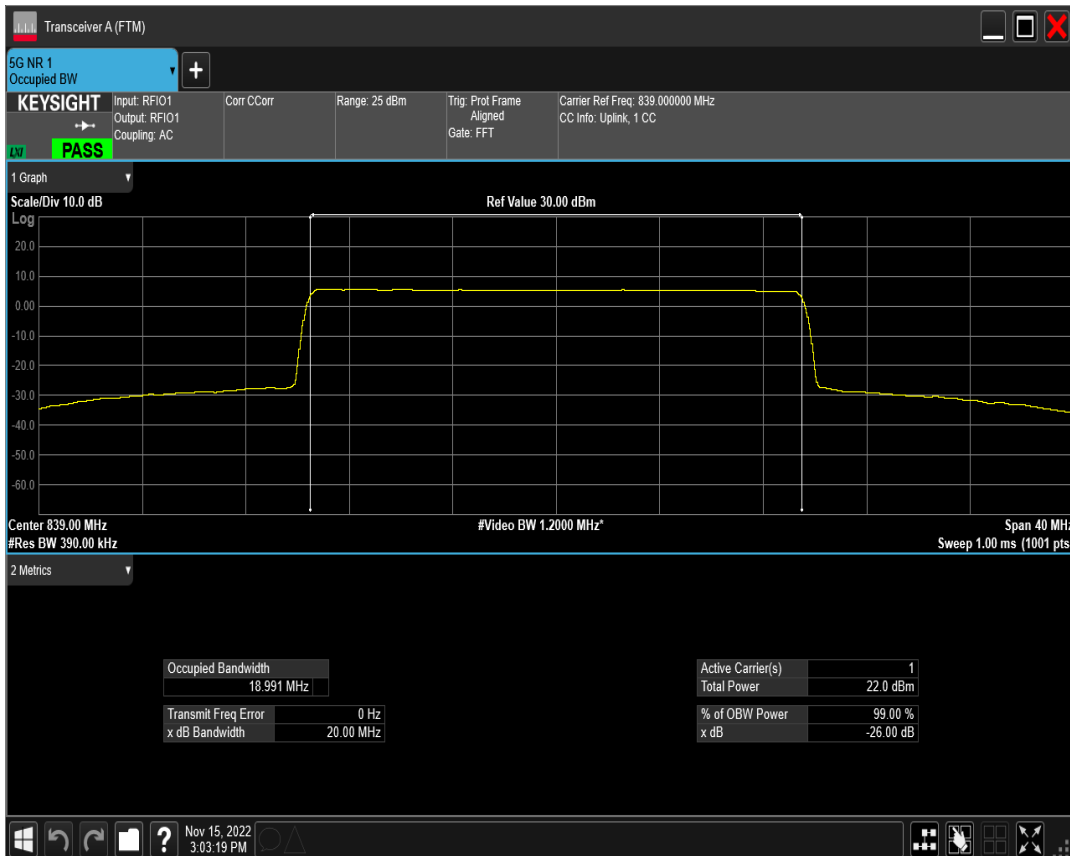 Transceiver A (FTM)
5G NR 1
Occupied BW
+
KEYSIGHT
LXI
PASS
Input: RFIO1
Output: RFIO1
Coupling: AC
Corr CCorr
Range: 25 dBm
Trig: Prot Frame
Aligned
Gate: FFT
Carrier Ref Freq: 839.000000 MHz
CC Info: Uplink, 1 CC
1 Graph
Scale/Div 10.0 dB
Ref Value 30.00 dBm
Log
20.0
10.0
0.00
-10.0
-20.0
-30.0
-40.0
-50.0
-60.0
Center 839.00 MHz
#Video BW 1.2000 MHz*
Span 40 MHz
#Res BW 390.00 kHz
Sweep 1.00 ms (1001 pts
2 Metrics
Occupied Bandwidth
18.991 MHz
Transmit Freq Error 0 Hz
x dB Bandwidth 20.00 MHz
Active Carrier(s) 1
Total Power 22.0 dBm
% of OBW Power 99.00 %
x dB -26.00 dB
?
Nov 15, 2022
3:03:19 PM